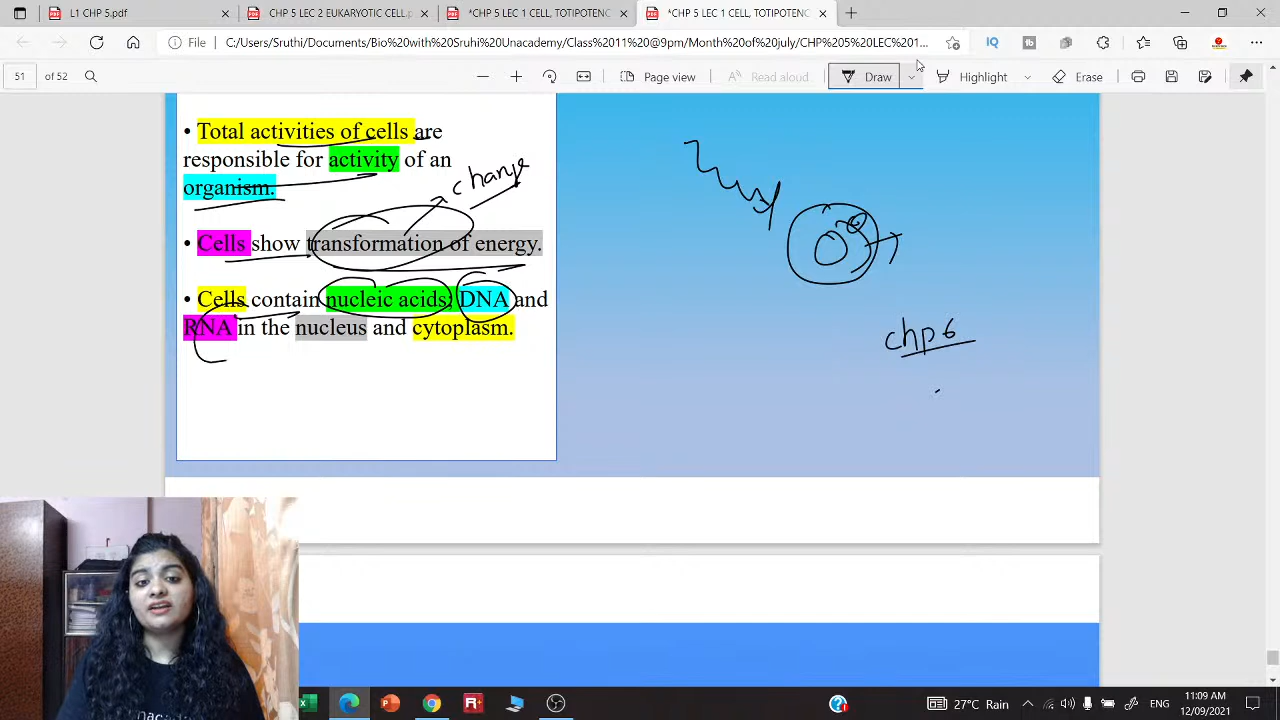 L1 CHP 5.pdf
CHP 5 LEC 2 EUKARYOTIC CELL.p
*CHP 5 LEC 1 CELL, TOTIPOTENC
*CHP 5 LEC 1 CELL, TOTIPOTENC
File
C:/Users/Sruthi/Documents/Bio%20with%20Sruhi%20Unacademy/Class%2011%20@9pm/Month%20of%20july/CHP%205%20LEC%201...
51 of 52
Page view
Read aloud
Draw
Highlight
Erase
• Total activities of cells are
responsible for activity of an
organism.
change
• Cells show transformation of energy.
• Cells contain nucleic acids; DNA and
RNA in the nucleus and cytoplasm.
chp 6
27°C Rain
ENG
11:09 AM
12/09/2021